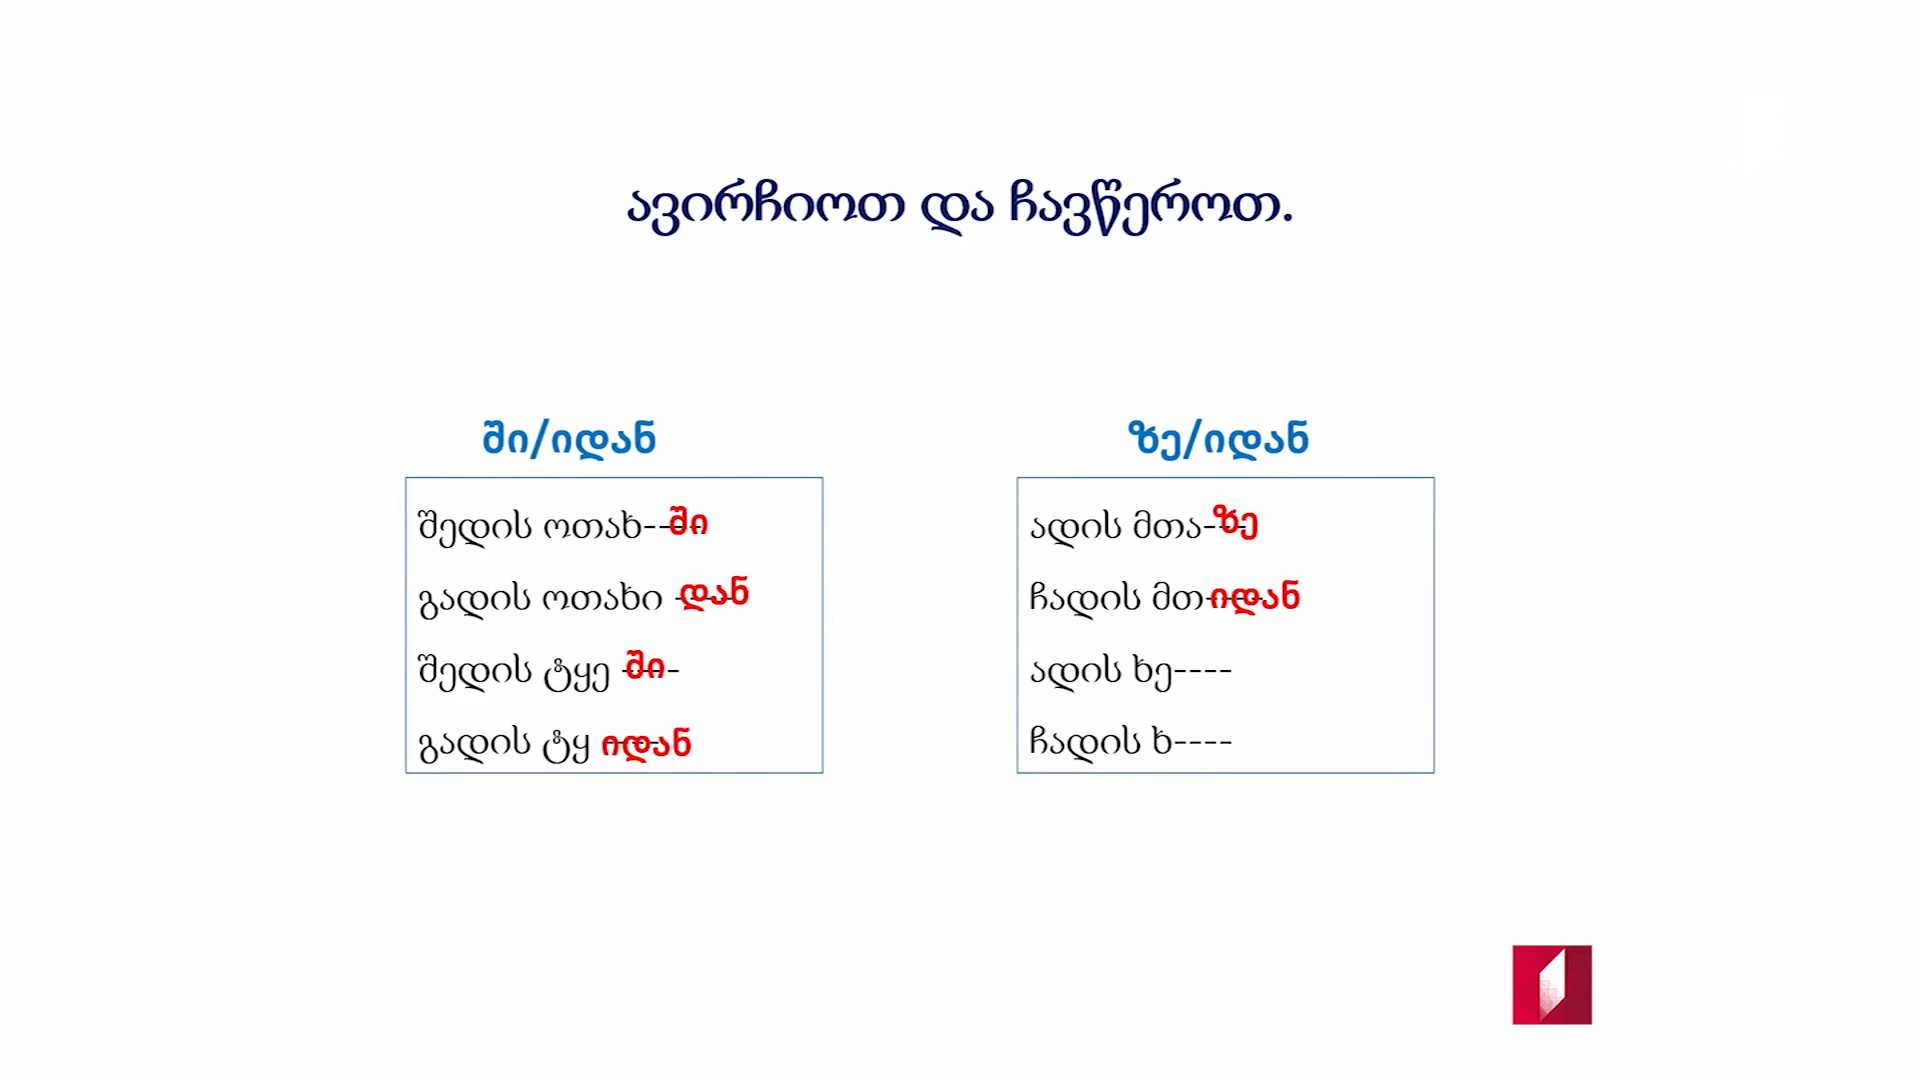 ავირჩიოთ და ჩავწეროთ.
ში/იდან
შედის ოთახ----ში
გადის ოთახი ----დან
შედის ტყე ----ში
გადის ტყ ----იდან
ზე/იდან
ადის მთა----ზე
ჩადის მთ----იდან
ადის ხე----
ჩადის ხ----